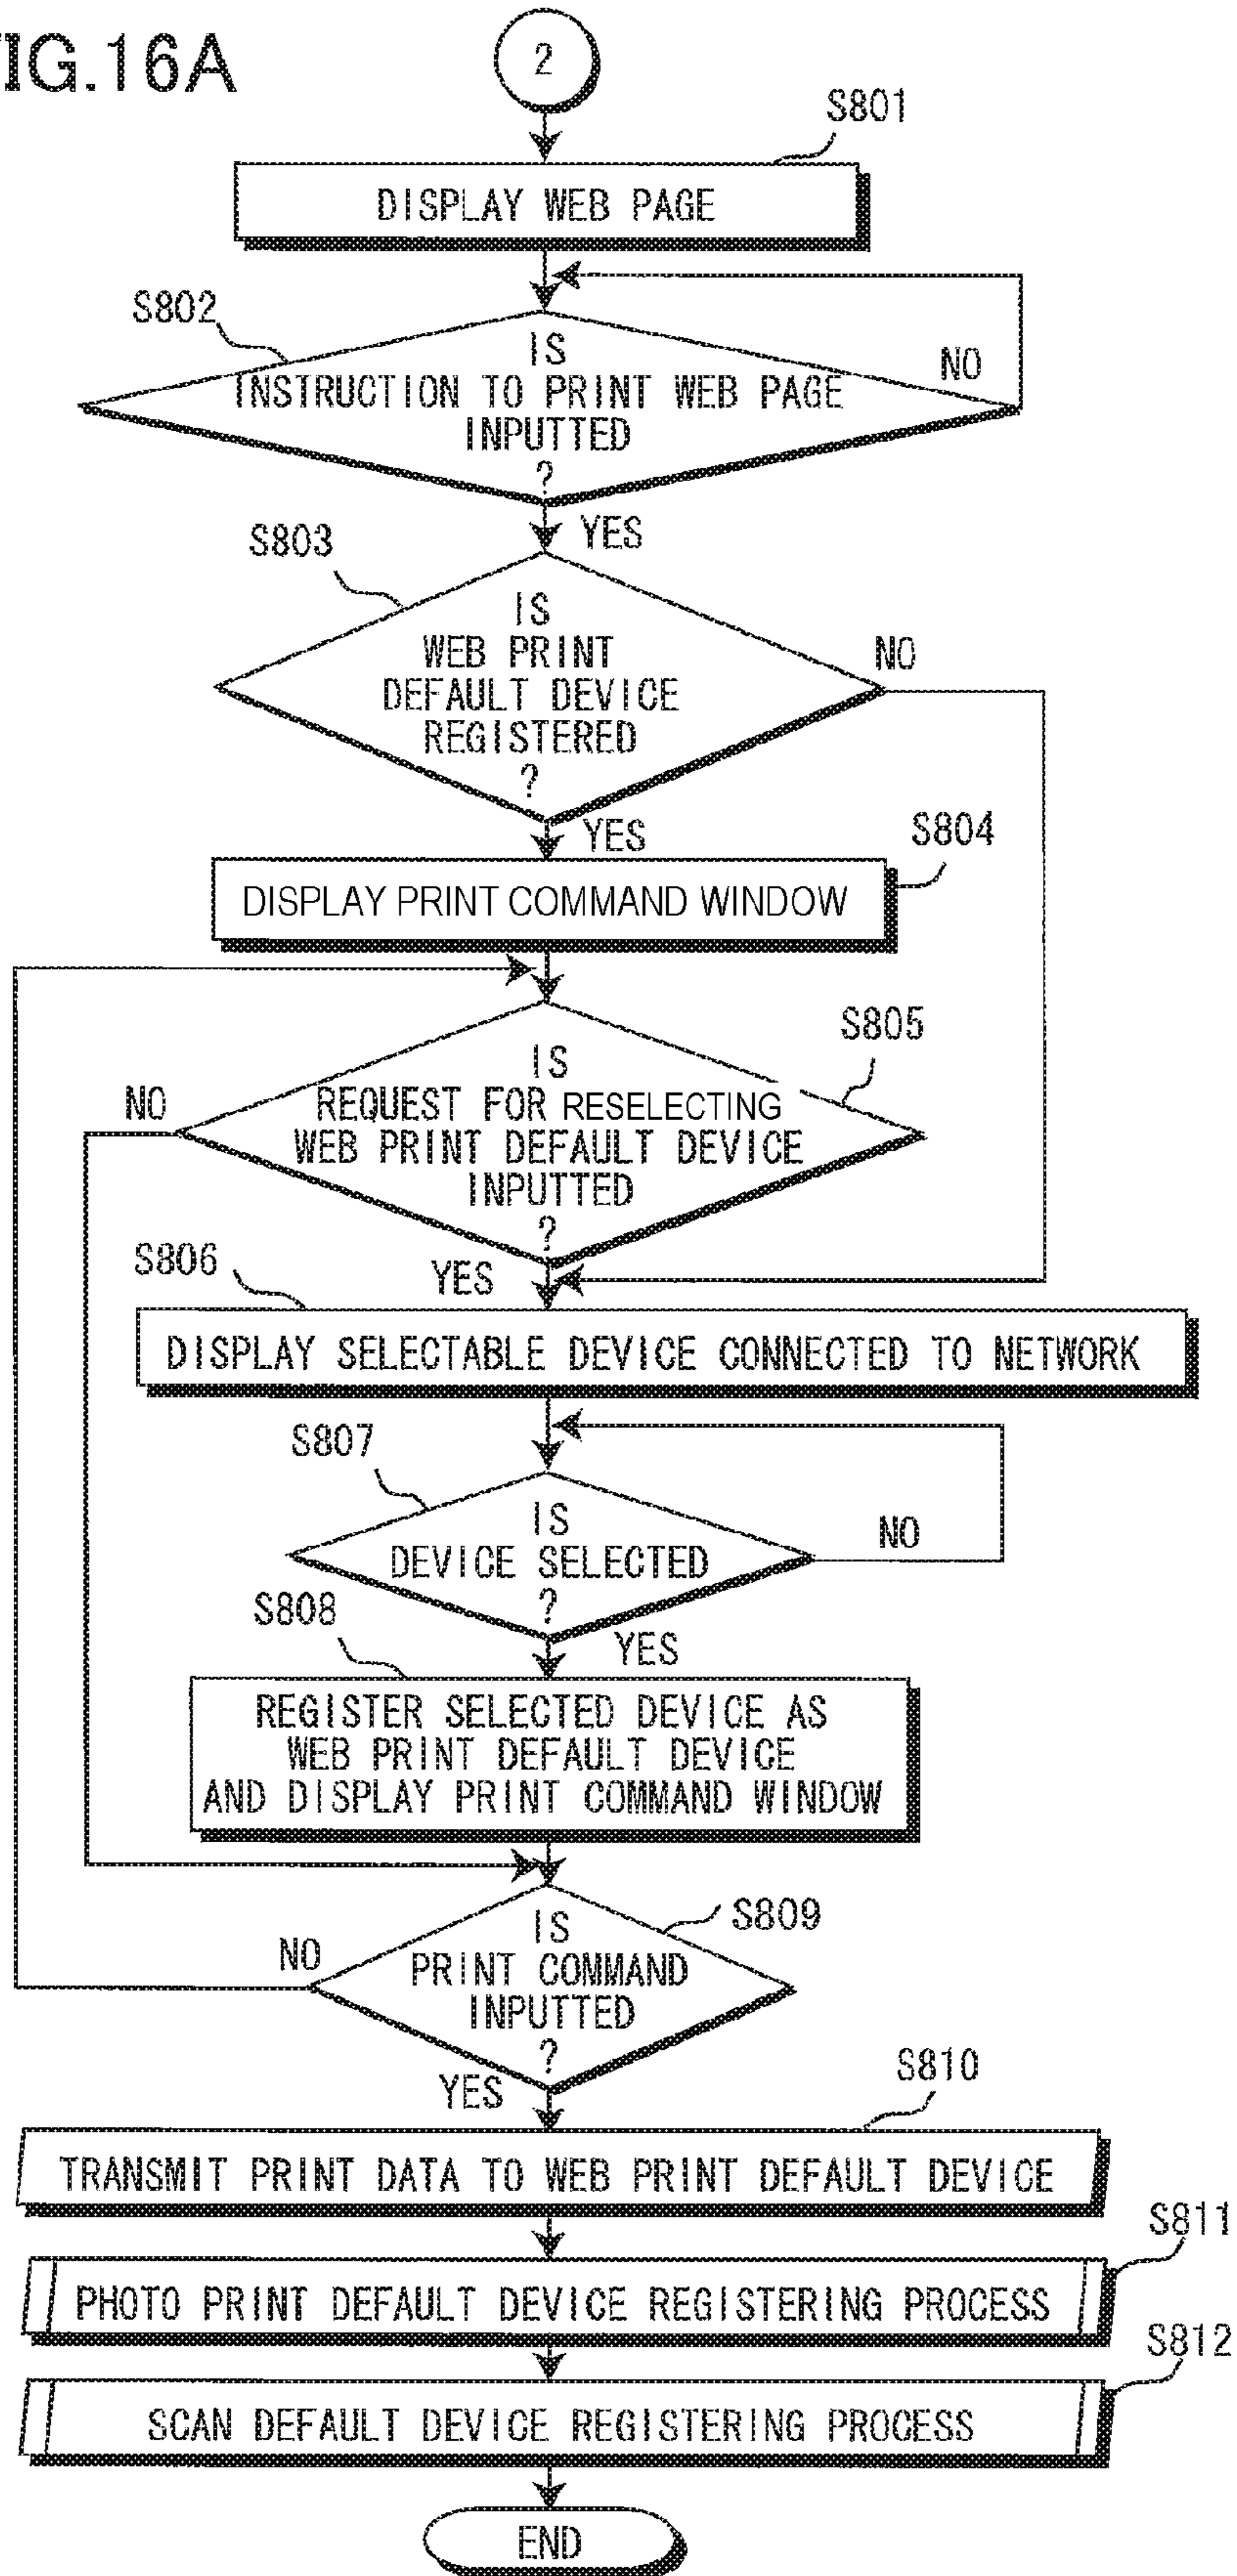 FIG.16A
2
S801
DISPLAY WEB PAGE
S802
IS
INSTRUCTION TO PRINT WEB PAGE
INPUTTED
?
NO
YES
S803
IS
WEB PRINT
DEFAULT DEVICE
REGISTERED
?
NO
YES
S804
DISPLAY PRINT COMMAND WINDOW
S805
IS
REQUEST FOR RESELECTING
WEB PRINT DEFAULT DEVICE
INPUTTED
?
NO
YES
S806
DISPLAY SELECTABLE DEVICE CONNECTED TO NETWORK
S807
IS
DEVICE SELECTED
?
NO
YES
S808
REGISTER SELECTED DEVICE AS
WEB PRINT DEFAULT DEVICE
AND DISPLAY PRINT COMMAND WINDOW
S809
IS
PRINT COMMAND
INPUTTED
?
NO
YES
S810
TRANSMIT PRINT DATA TO WEB PRINT DEFAULT DEVICE
S811
PHOTO PRINT DEFAULT DEVICE REGISTERING PROCESS
S812
SCAN DEFAULT DEVICE REGISTERING PROCESS
END